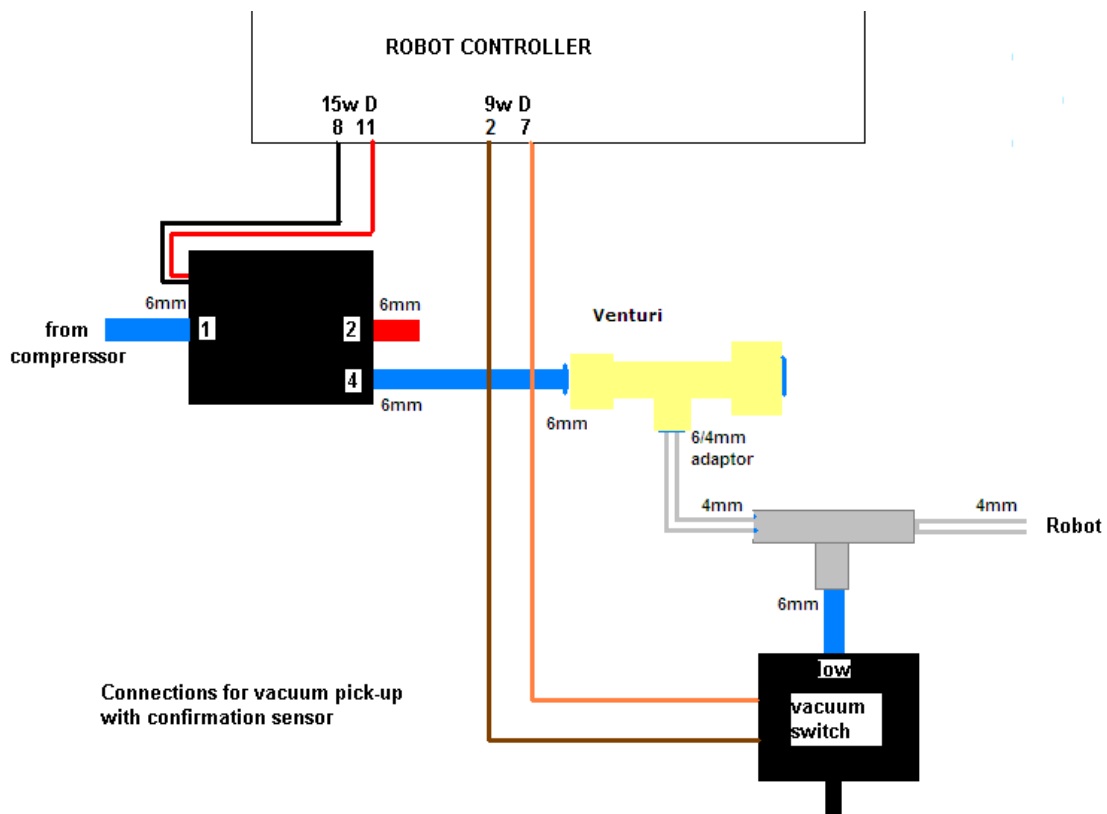 ROBOT CONTROLLER
15w D
9w D
8 11
2 7
6mm
6mm
from
comperssor
1
2
4
6mm
Venturi
6mm
6/4mm
adaptor
4mm
4mm
Robot
6mm
low
vacuum
switch
Connections for vacuum pick-up
with confirmation sensor